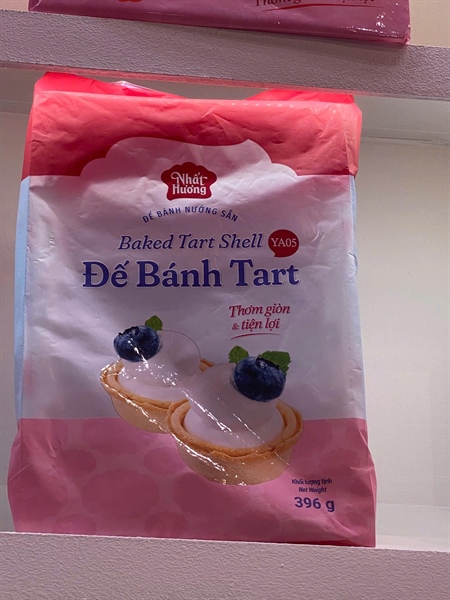 Nhất
Hương
ĐẾ BÁNH NƯỚNG SẴN
Baked Tart Shell YA05
Đế Bánh Tart
Thơm giòn
& tiện lợi
Khối lượng tịnh
Net Weight
396 g